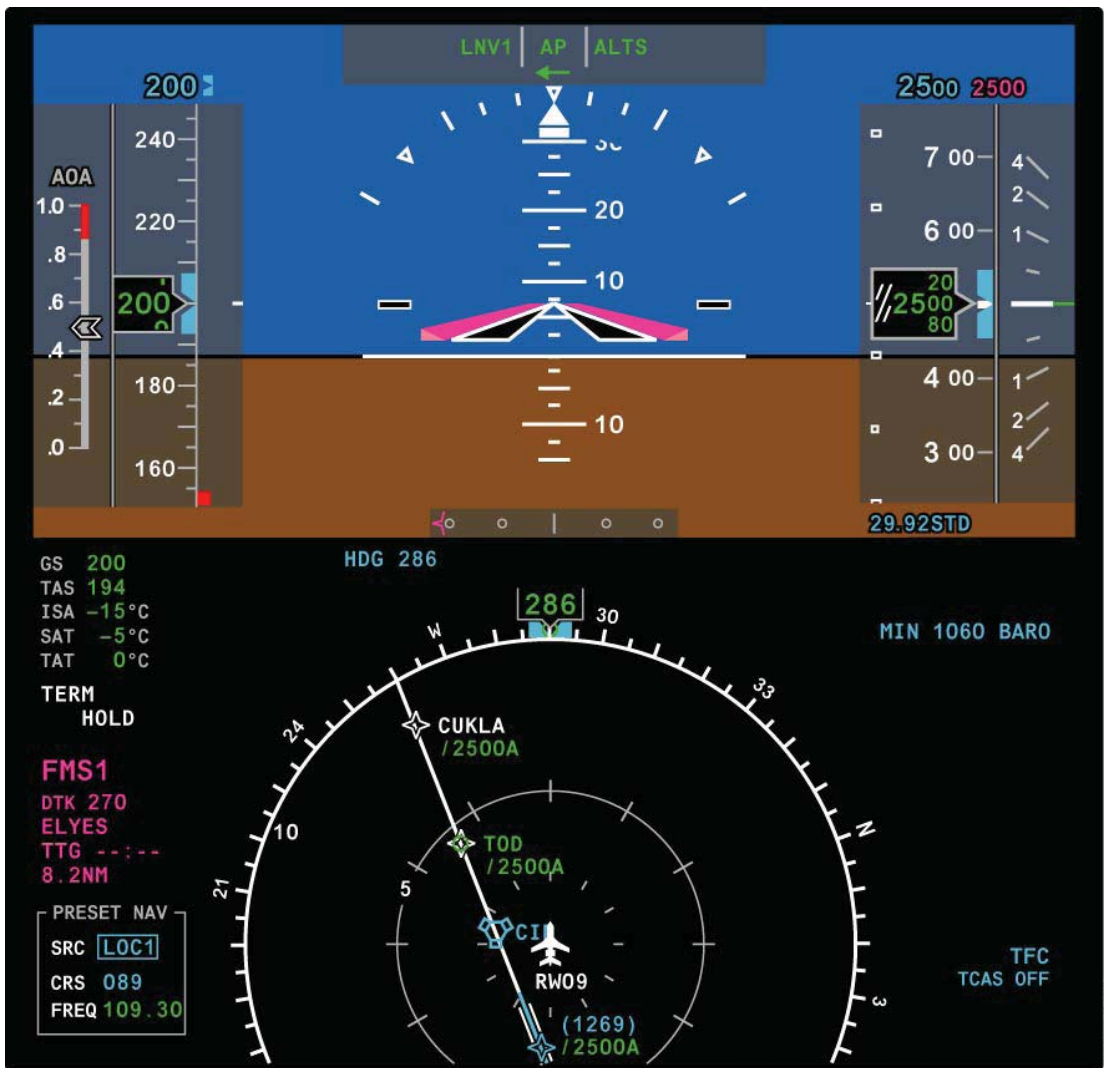 LNV1 AP ALTS
200
2500 2500
240
220
200
180
160
AOA
1.0
.8
.6
.4
.2
.0
20
10
10
7 00
6 00
20
2500
80
4 00
3 00
4
2
1
1
2
4
29.92STD
GS 200
TAS 194
ISA −15°C
SAT −5°C
TAT 0°C
HDG 286
286
MIN 1060 BARO
TERM
HOLD
FMS1
DTK 270
ELYES
TTG --:--
8.2NM
PRESET NAV
SRC LOC1
CRS 089
FREQ 109.30
21
24
W
30
33
N
3
10
5
CUKLA
/2500A
TOD
/2500A
RW09
(1269)
/2500A
TFC
TCAS OFF